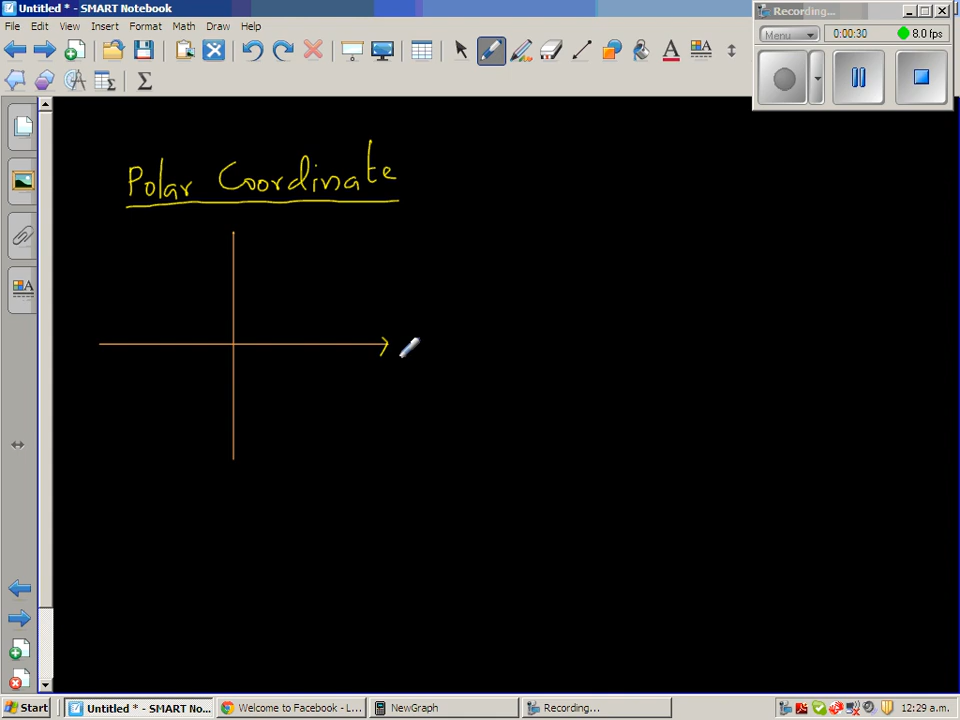 Untitled * - SMART Notebook
Recording...
File Edit View Insert Format Math Draw Help
Menu 0:00:30 8.0 fps
Polar Coordinate
Start Untitled * - SMART No... Welcome to Facebook - L... NewGraph Recording... 12:29 a.m.